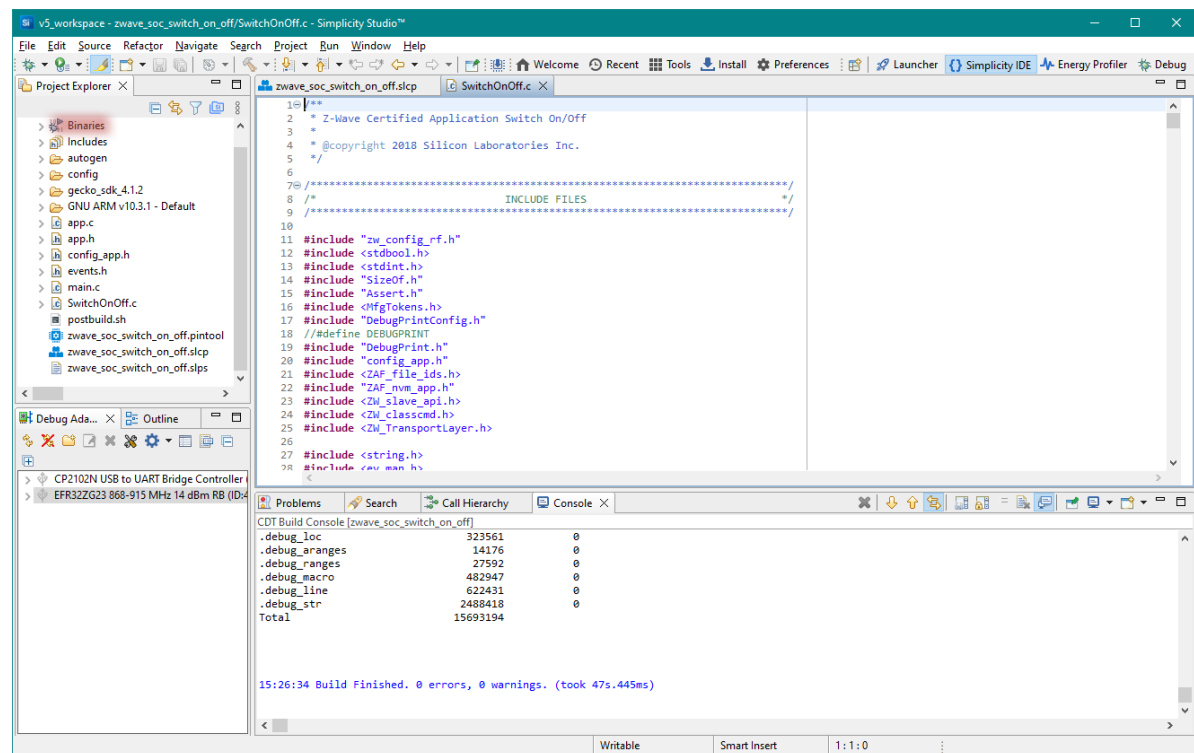 v5_workspace - zwave_soc_switch_on_off/SwitchOnOff.c - Simplicity Studio™
File Edit Source Refactor Navigate Search Project Run Window Help
Welcome Recent Tools Install Preferences Launcher {} Simplicity IDE Energy Profiler Debug
Project Explorer
Binaries
Includes
autogen
config
gecko_sdk_4.1.2
GNU ARM v10.3.1 - Default
app.c
app.h
config_app.h
events.h
main.c
SwitchOnOff.c
postbuild.sh
zwave_soc_switch_on_off.pintool
zwave_soc_switch_on_off.slcp
zwave_soc_switch_on_off.slps
Debug Ada... Outline
CP2102N USB to UART Bridge Controller
EFR32ZG23 868-915 MHz 14 dBm RB (ID:4
zwave_soc_switch_on_off.slcp SwitchOnOff.c
1 /**
2 * Z-Wave Certified Application Switch On/Off
3 *
4 * @copyright 2018 Silicon Laboratories Inc.
5 */
6
7 /****************************************************************************/
8 /* INCLUDE FILES */
9 /****************************************************************************/
10
11 #include "zw_config_rf.h"
12 #include <stdbool.h>
13 #include <stdint.h>
14 #include "SizeOf.h"
15 #include "Assert.h"
16 #include <MfgTokens.h>
17 #include "DebugPrintConfig.h"
18 //#define DEBUGPRINT
19 #include "DebugPrint.h"
20 #include "config_app.h"
21 #include <ZAF_file_ids.h>
22 #include "ZAF_nvm_app.h"
23 #include <ZW_slave_api.h>
24 #include <ZW_classcmd.h>
25 #include <ZW_TransportLayer.h>
26
27 #include <string.h>
28 #include <ev_man.h>
Problems Search Call Hierarchy Console
CDT Build Console [zwave_soc_switch_on_off]
.debug_loc 323561 0
.debug_aranges 14176 0
.debug_ranges 27592 0
.debug_macro 482947 0
.debug_line 622431 0
.debug_str 2488418 0
Total 15693194
15:26:34 Build Finished. 0 errors, 0 warnings. (took 47s.445ms)
Writable Smart Insert 1:1:0